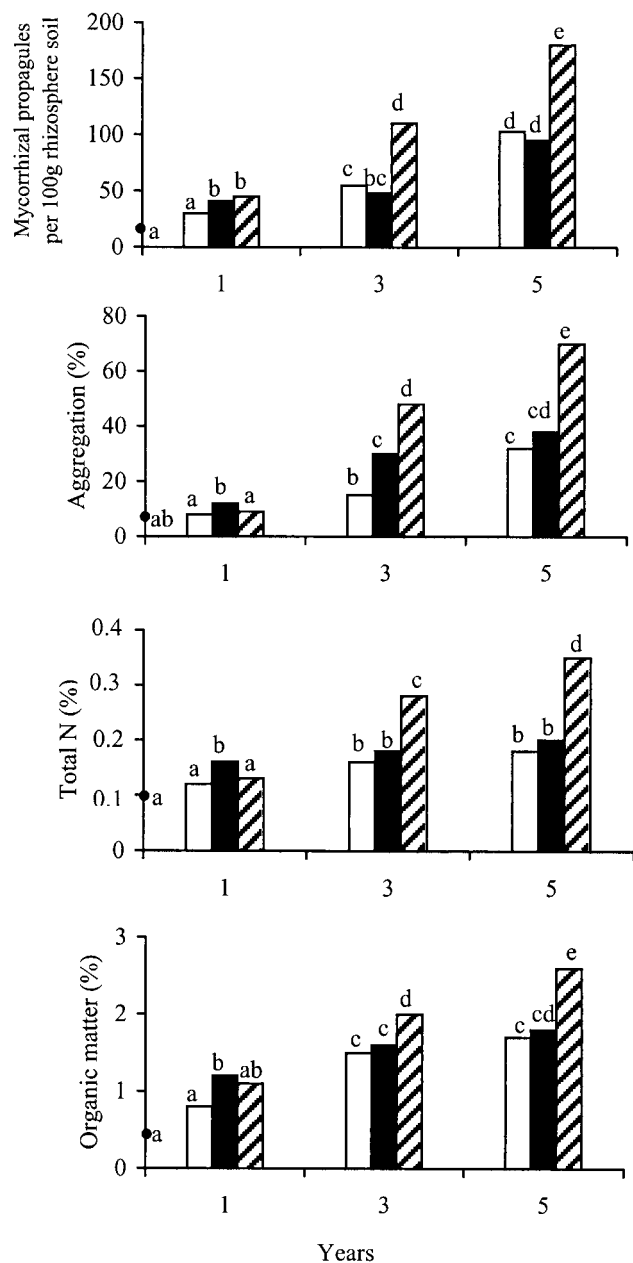 Mycorrhizal propagules
per 100g rhizosphere soil
200
150
100
50
0
a
a
b
b
c
bc
d
d
d
e
1
3
5
Aggregation (%)
80
60
40
20
0
ab
a
b
a
b
c
d
c
cd
e
1
3
5
Total N (%)
0.4
0.3
0.2
0.1
0
a
a
b
a
b
b
c
b
b
d
1
3
5
Organic matter (%)
3
2
1
0
a
a
b
ab
c
c
d
c
cd
e
1
3
5
Years